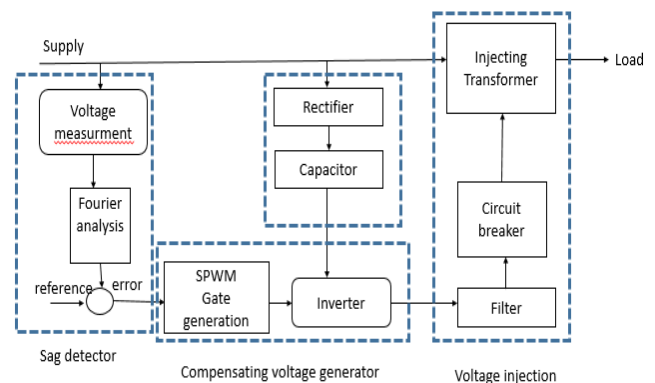 Supply
Injecting
Transformer
Load
Voltage
measurment
Rectifier
Capacitor
Fourier
analysis
Circuit
breaker
reference
error
SPWM
Gate
generation
Inverter
Filter
Sag detector
Compensating voltage generator
Voltage injection